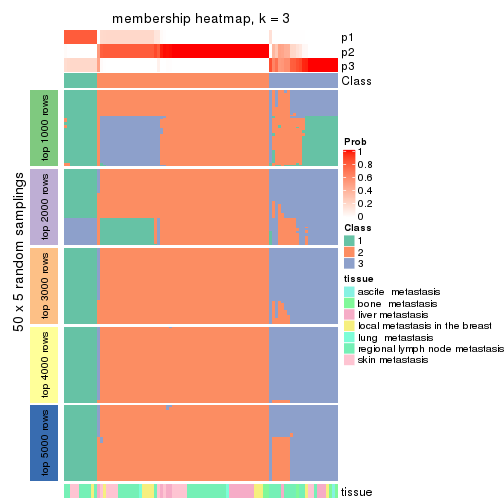 membership heatmap, k = 3
p1
p2
p3
Class
50 x 5 random samplings
top 1000 rows
top 2000 rows
top 3000 rows
top 4000 rows
top 5000 rows
tissue
Prob
1
0.8
0.6
0.4
0.2
0
Class
1
2
3
tissue
ascite metastasis
bone metastasis
liver metastasis
local metastasis in the breast
lung metastasis
regional lymph node metastasis
skin metastasis